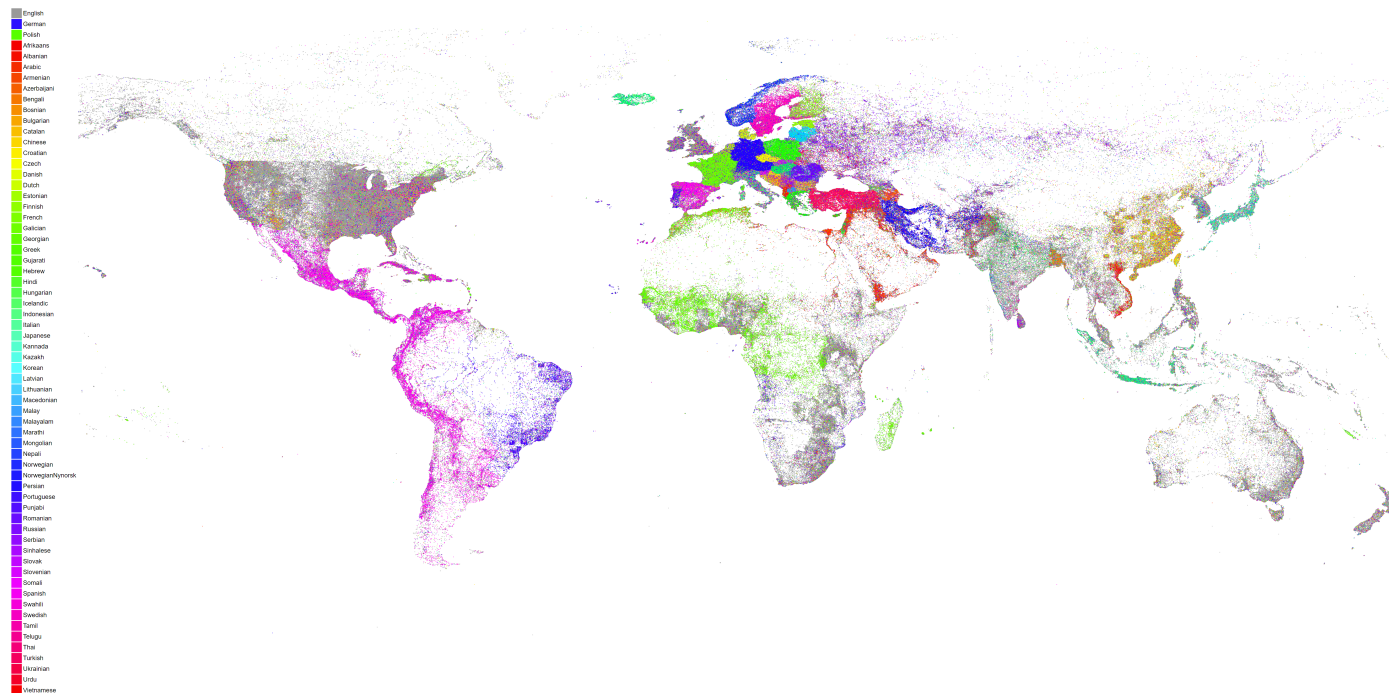 English
German
Polish
Afrikaans
Albanian
Arabic
Armenian
Azerbaijani
Bengali
Bosnian
Bulgarian
Catalan
Chinese
Croatian
Czech
Danish
Dutch
Estonian
Finnish
French
Galician
Georgian
Greek
Gujarati
Hebrew
Hindi
Hungarian
Icelandic
Indonesian
Italian
Japanese
Kannada
Kazakh
Korean
Latvian
Lithuanian
Macedonian
Malay
Malayalam
Marathi
Mongolian
Nepali
Norwegian
NorwegianNynorsk
Persian
Portuguese
Punjabi
Romanian
Russian
Serbian
Sinhalese
Slovak
Slovenian
Somali
Spanish
Swahili
Swedish
Tamil
Telugu
Thai
Turkish
Ukrainian
Urdu
Vietnamese